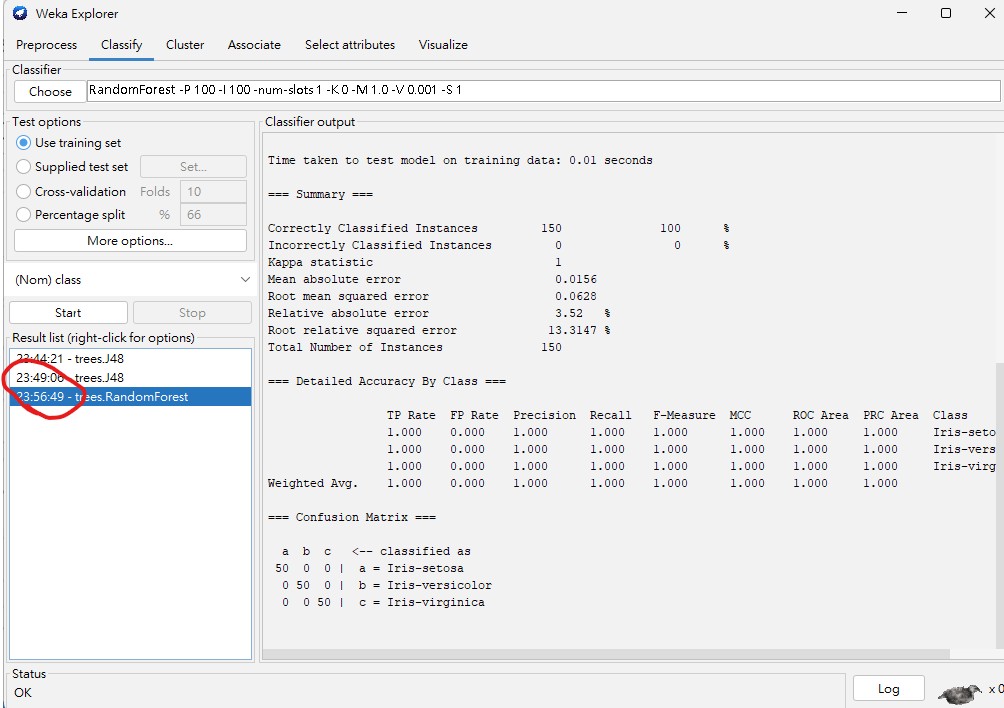 Weka Explorer
Preprocess Classify Cluster Associate Select attributes Visualize
Classifier
Choose RandomForest -P 100 -I 100 -num-slots 1 -K 0 -M 1.0 -V 0.001 -S 1
Test options
Use training set
Supplied test set Set...
Cross-validation Folds 10
Percentage split % 66
More options...
(Nom) class
Start Stop
Result list (right-click for options)
23:44:21 - trees.J48
23:49:06 - trees.J48
23:56:49 - trees.RandomForest
Classifier output
Time taken to test model on training data: 0.01 seconds
=== Summary ===
Correctly Classified Instances 150 100 %
Incorrectly Classified Instances 0 0 %
Kappa statistic 1
Mean absolute error 0.0156
Root mean squared error 0.0628
Relative absolute error 3.52 %
Root relative squared error 13.3147 %
Total Number of Instances 150
=== Detailed Accuracy By Class ===
TP Rate FP Rate Precision Recall F-Measure MCC ROC Area PRC Area Class
1.000 0.000 1.000 1.000 1.000 1.000 1.000 1.000 Iris-seto
1.000 0.000 1.000 1.000 1.000 1.000 1.000 1.000 Iris-vers
1.000 0.000 1.000 1.000 1.000 1.000 1.000 1.000 Iris-virg
Weighted Avg. 1.000 0.000 1.000 1.000 1.000 1.000 1.000 1.000
=== Confusion Matrix ===
a b c <-- classified as
50 0 0 | a = Iris-setosa
0 50 0 | b = Iris-versicolor
0 0 50 | c = Iris-virginica
Status
OK
Log x 0